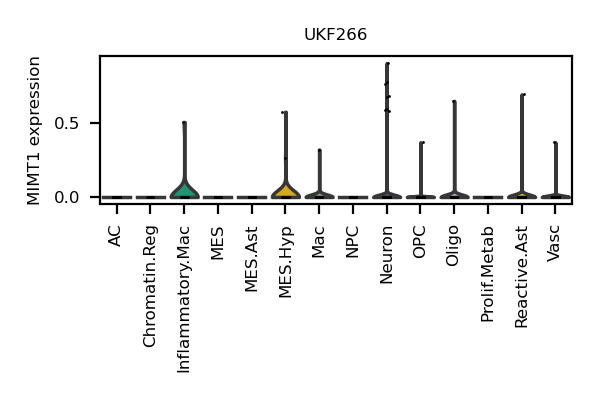 UKF266
MIMT1 expression
0.5
0.0
AC
Chromatin.Reg
Inflammatory.Mac
MES
MES.Ast
MES.Hyp
Mac
NPC
Neuron
OPC
Oligo
Prolif.Metab
Reactive.Ast
Vasc